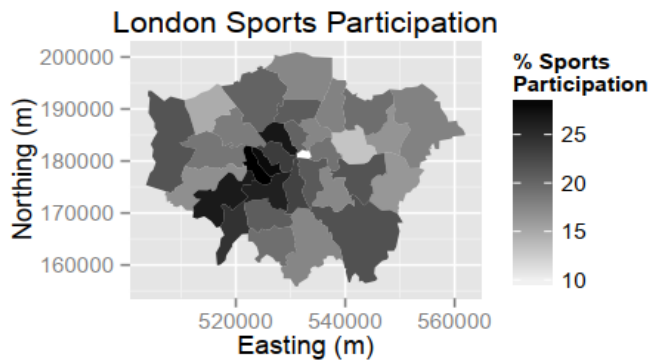 London Sports Participation
200000
190000
180000
170000
160000
Northing (m)
520000 540000 560000
Easting (m)
% Sports
Participation
25
20
15
10